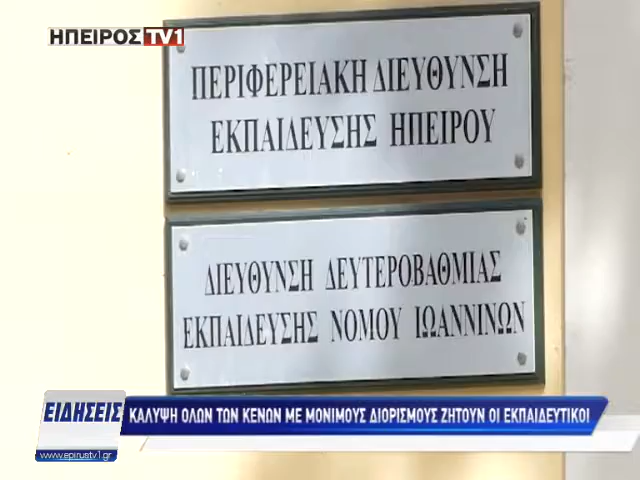 ΗΠΕΙΡΟΣ TV1
ΠΕΡΙΦΕΡΕΙΑΚΗ ΔΙΕΥΘΥΝΣΗ
ΕΚΠΑΙΔΕΥΣΗΣ ΗΠΕΙΡΟΥ
ΔΙΕΥΘΥΝΣΗ ΔΕΥΤΕΡΟΒΑΘΜΙΑΣ
ΕΚΠΑΙΔΕΥΣΗΣ ΝΟΜΟΥ ΙΩΑΝΝΙΝΩΝ
ΕΙΔΗΣΕΙΣ
ΚΑΛΥΨΗ ΟΛΩΝ ΤΩΝ ΚΕΝΩΝ ΜΕ ΜΟΝΙΜΟΥΣ ΔΙΟΡΙΣΜΟΥΣ ΖΗΤΟΥΝ ΟΙ ΕΚΠΑΙΔΕΥΤΙΚΟΙ
www.epirustv1.gr